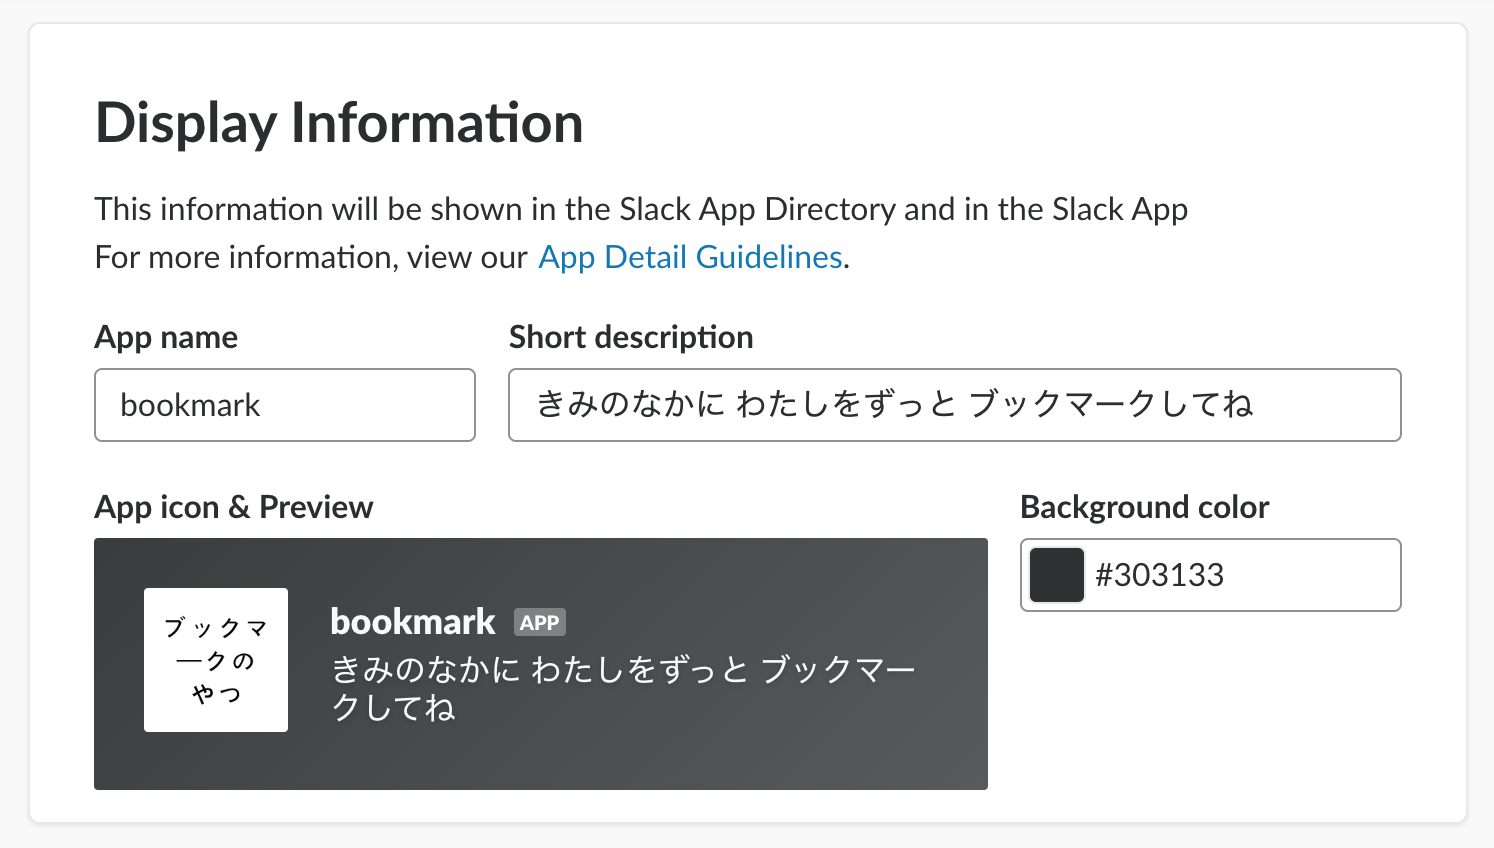 Display Information
This information will be shown in the Slack App Directory and in the Slack App
For more information, view our App Detail Guidelines.
App name
Short description
bookmark
きみのなかに わたしをずっと ブックマークしてね
App icon & Preview
Background color
ブックマ
ークの
やつ
bookmark APP
きみのなかに わたしをずっと ブックマー
クしてね
#303133